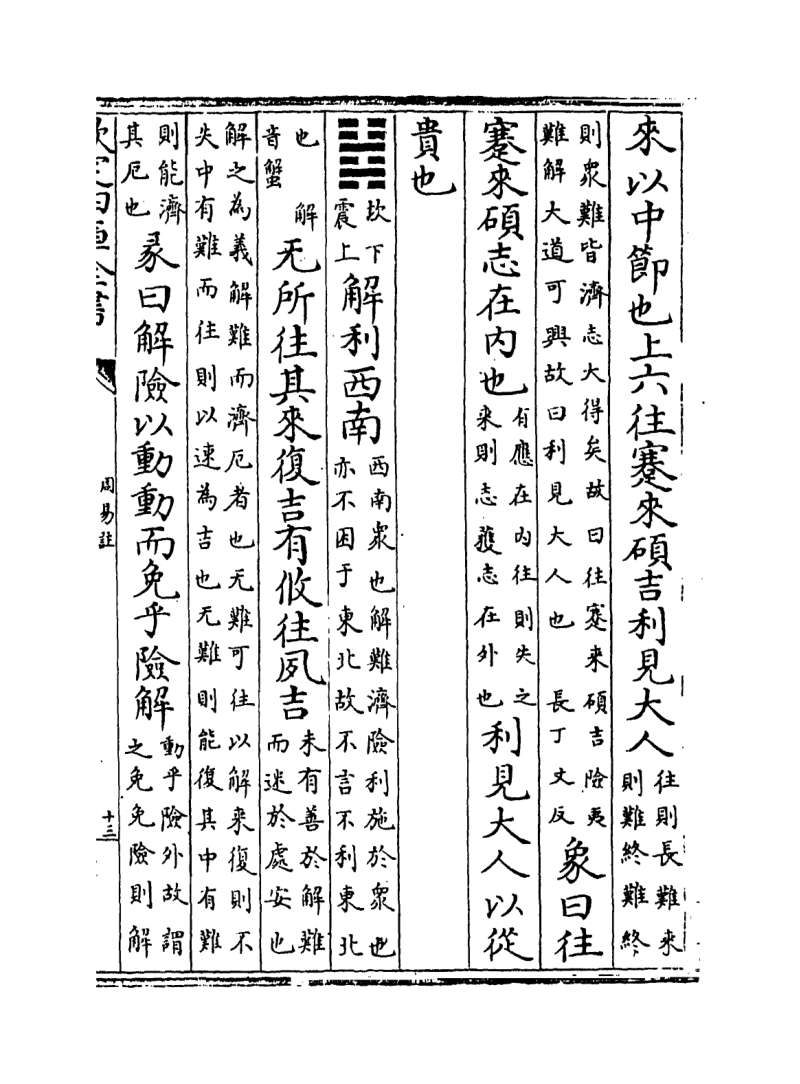 來以中節也上六往蹇來碩吉利見大人
往則長難來
則難終難終
則衆難皆濟志大得矣故曰往蹇來碩吉險夷
難解大道可興故曰利見大人也 長丁丈反
象曰往
蹇來碩志在内也
有應在内往則失之
來則志獲志在外也
利見大人以從
貴也
坎下
震上
解利西南
西南衆也解難濟險利施於衆也
亦不困于東北故不言不利東北
也 解
音蟹
无所往其來復吉有攸往夙吉
未有善於解難
而迷於處安也
解之為義解難而濟厄者也无難可往以解來復則不
失中有難而往則以速為吉也无難則能復其中有難
則能濟
其厄也
彖曰解險以動動而免乎險解
動乎險外故謂
之免免險則解
欽定四庫全書
周易註
十三